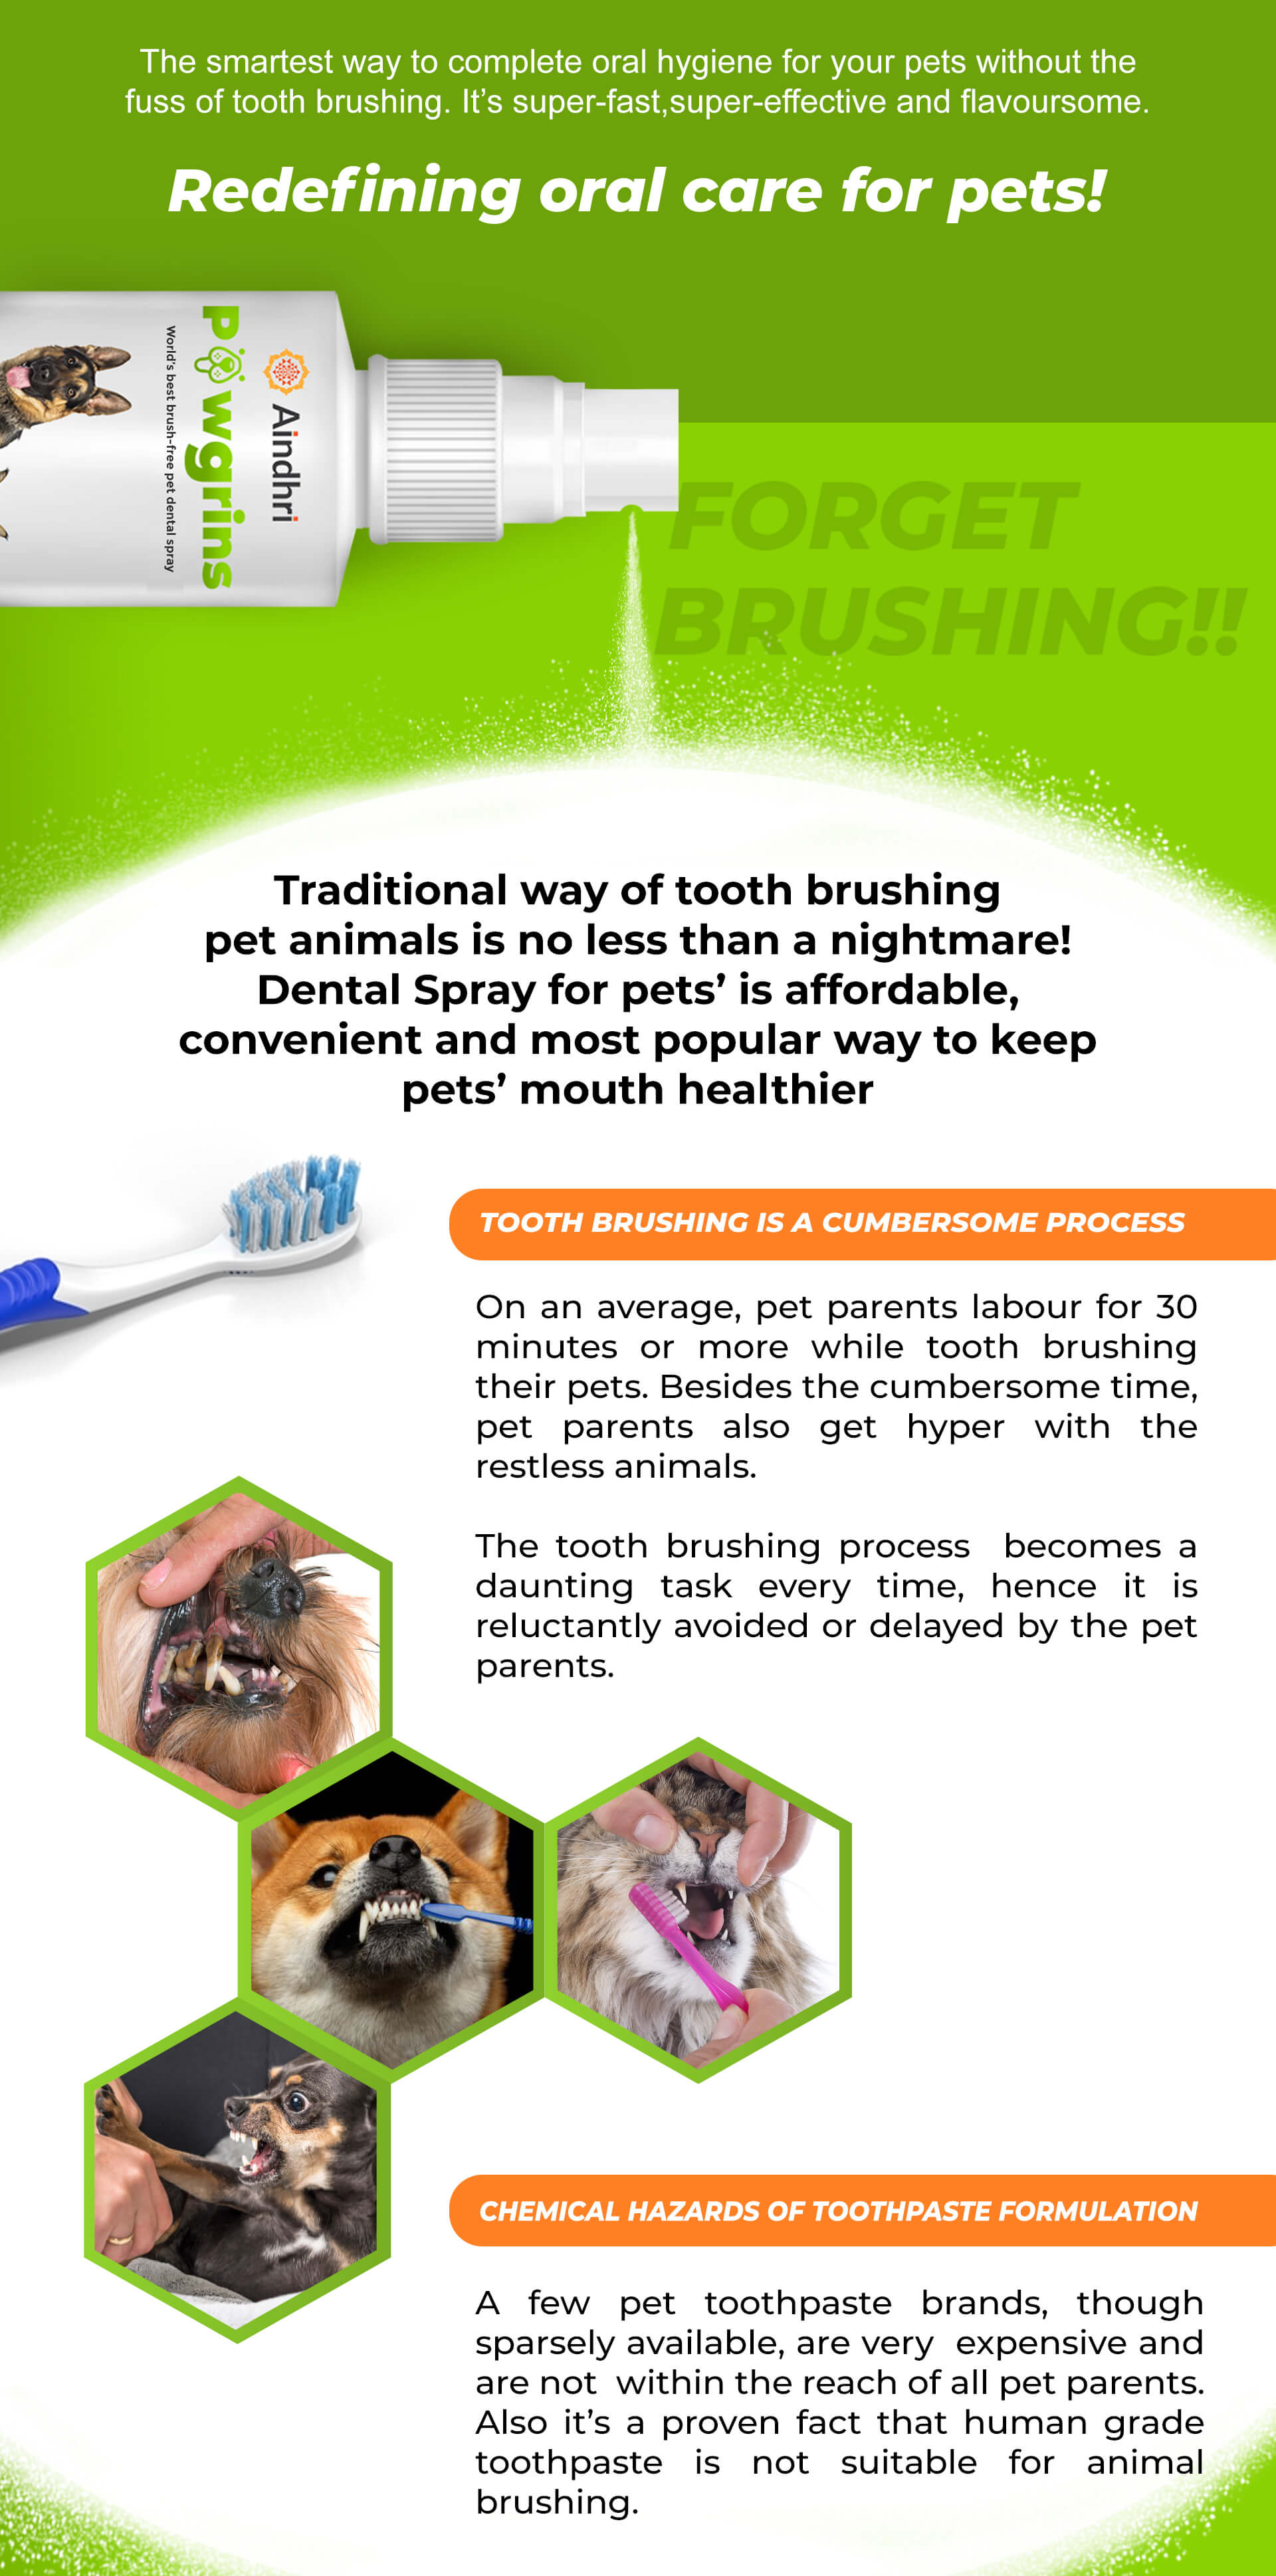 The smartest way to complete oral hygiene for your pets without the
fuss of tooth brushing. It's super-fast,super-effective and flavoursome.
Redefining oral care for pets!
Aindhri
Pawgrins
World's best brush-free pet dental spray
FORGET
BRUSHING!!
Traditional way of tooth brushing
pet animals is no less than a nightmare!
Dental Spray for pets’ is affordable,
convenient and most popular way to keep
pets’ mouth healthier
TOOTH BRUSHING IS A CUMBERSOME PROCESS
On an average, pet parents labour for 30
minutes or more while tooth brushing
their pets. Besides the cumbersome time,
pet parents also get hyper with the
restless animals.
The tooth brushing process becomes a
daunting task every time, hence it is
reluctantly avoided or delayed by the pet
parents.
CHEMICAL HAZARDS OF TOOTHPASTE FORMULATION
A few pet toothpaste brands, though
sparsely available, are very expensive and
are not within the reach of all pet parents.
Also it’s a proven fact that human grade
toothpaste is not suitable for animal
brushing.